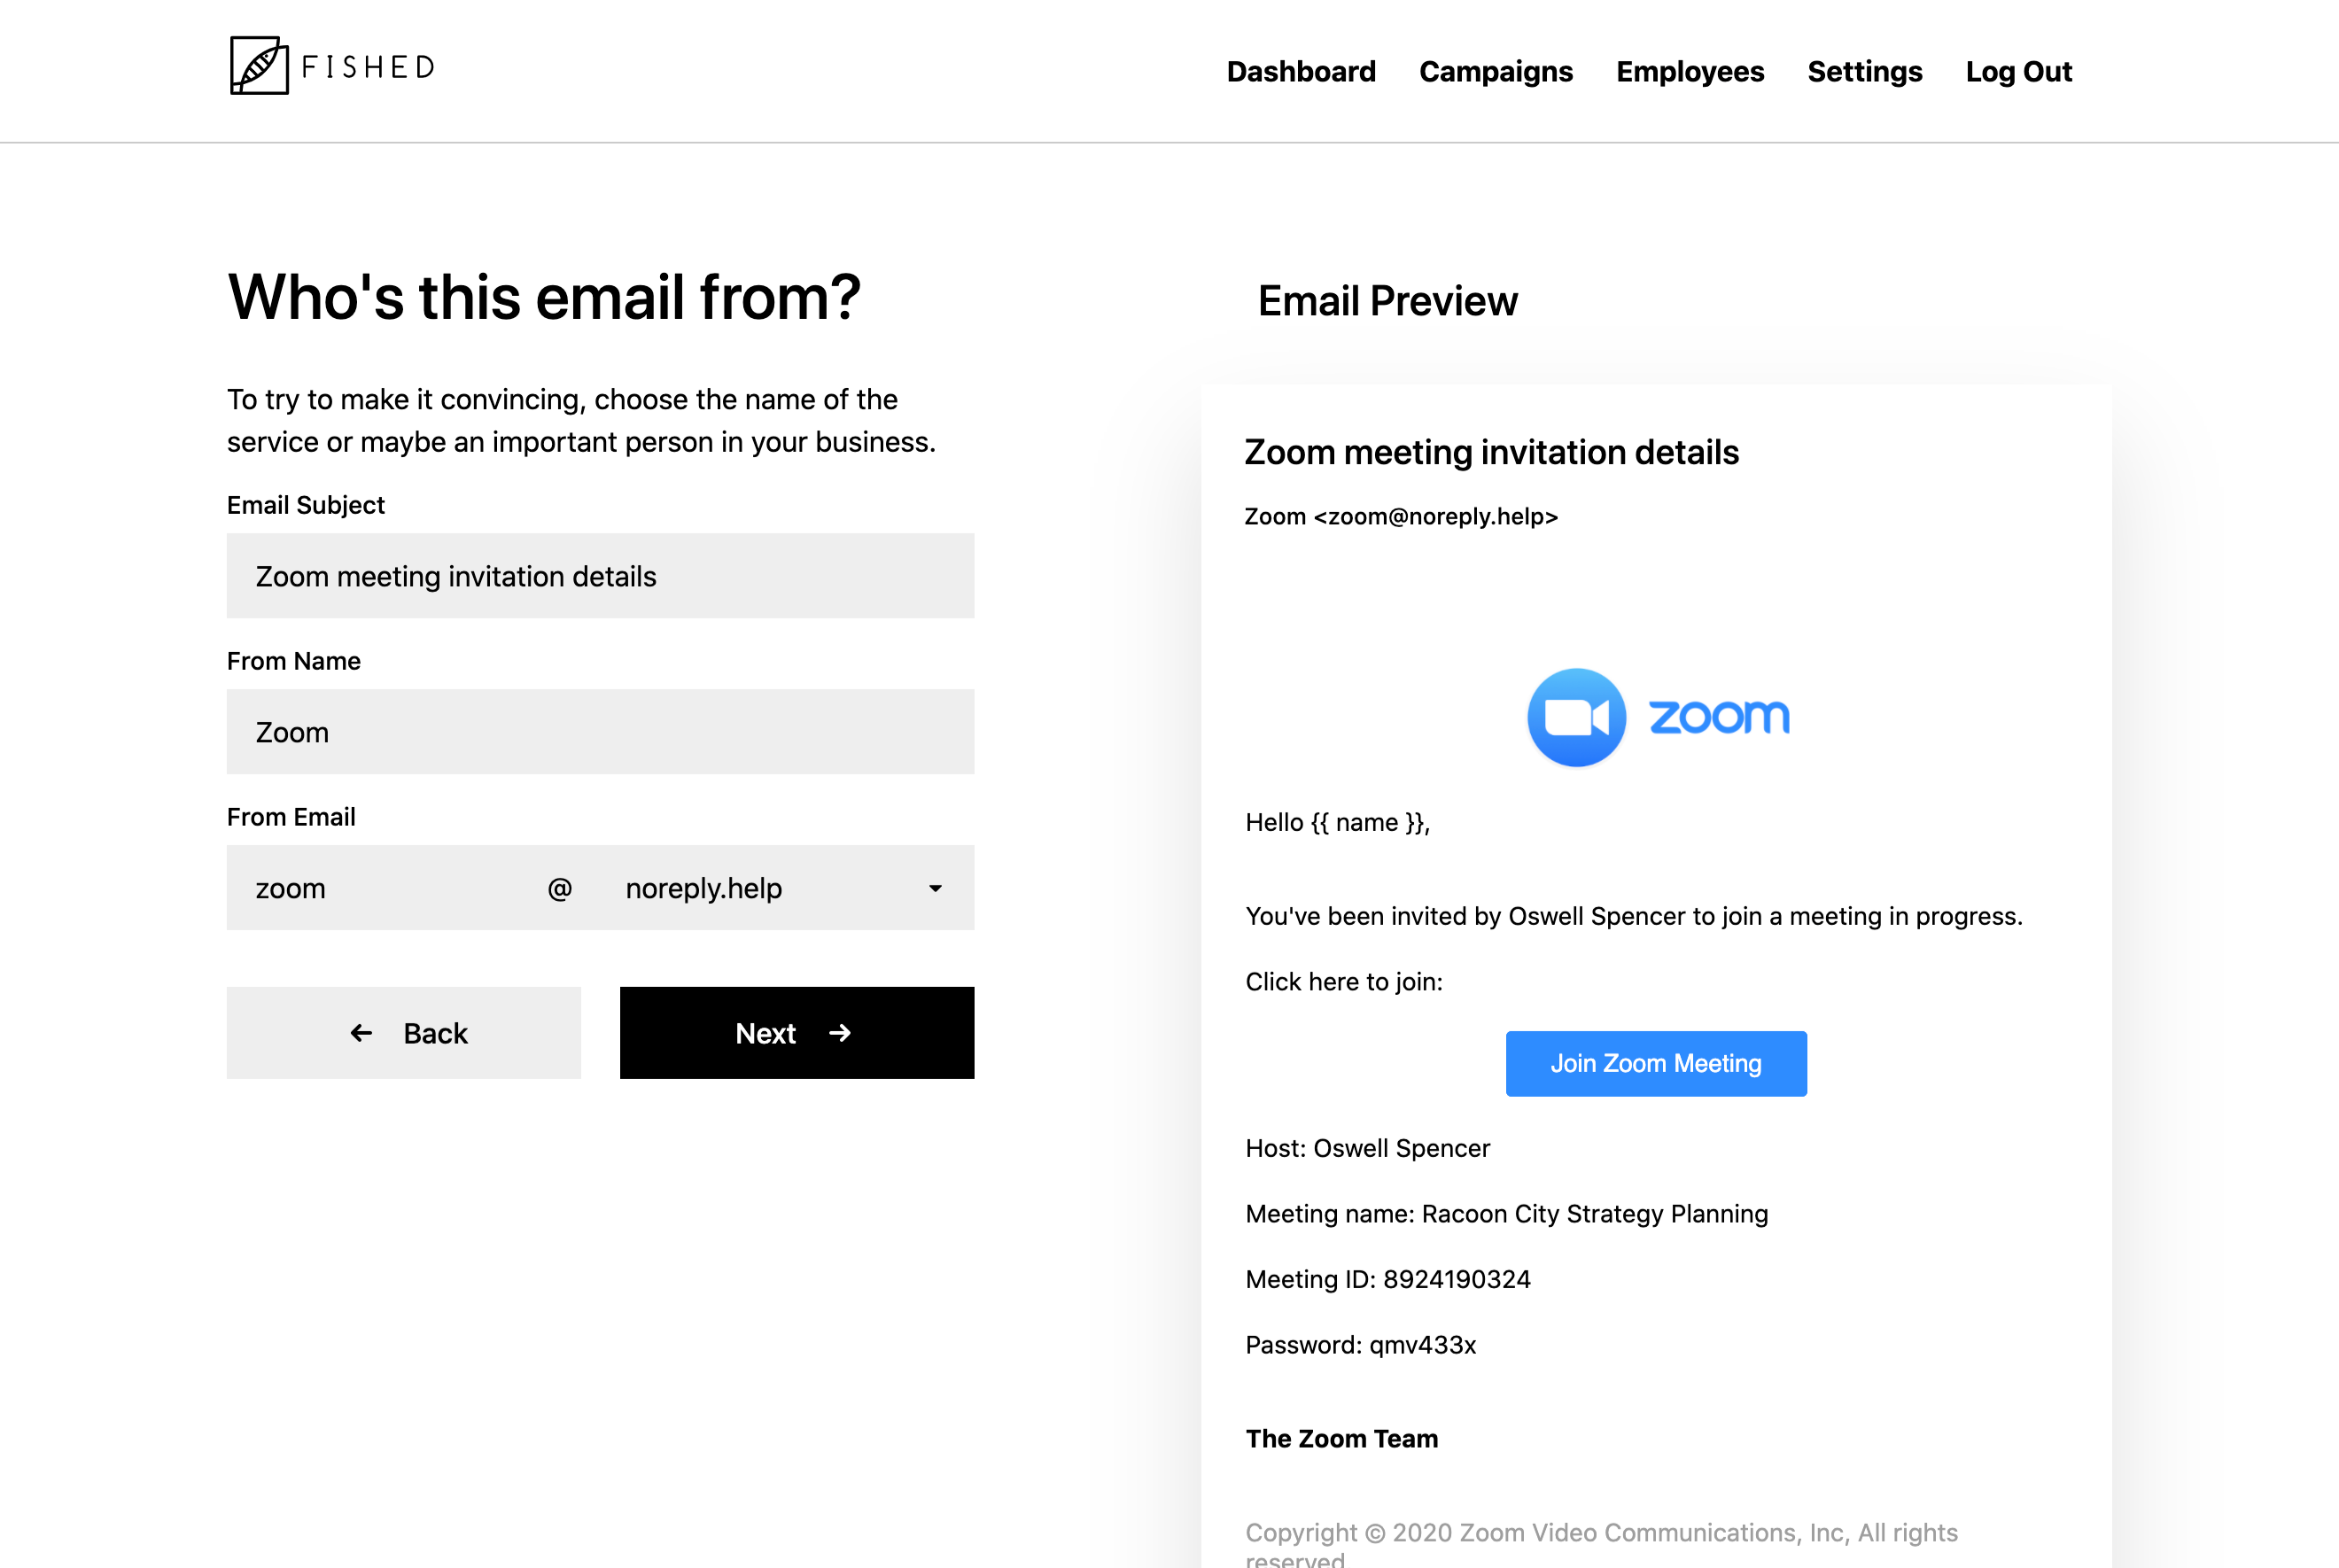 FISHED
Dashboard Campaigns Employees Settings Log Out
Who's this email from?
To try to make it convincing, choose the name of the
service or maybe an important person in your business.
Email Subject
Zoom meeting invitation details
From Name
Zoom
From Email
zoom @ noreply.help
Back
Next
Email Preview
Zoom meeting invitation details
Zoom <zoom@noreply.help>
zoom
Hello {{ name }},
You've been invited by Oswell Spencer to join a meeting in progress.
Click here to join:
Join Zoom Meeting
Host: Oswell Spencer
Meeting name: Racoon City Strategy Planning
Meeting ID: 8924190324
Password: qmv433x
The Zoom Team
Copyright © 2020 Zoom Video Communications, Inc, All rights
reserved